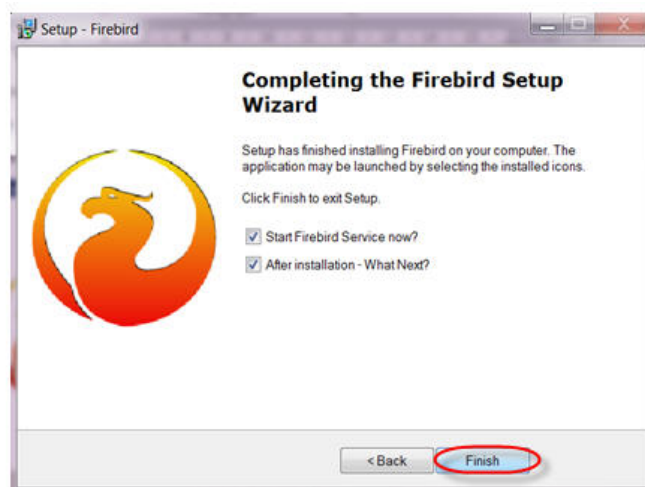 Setup - Firebird
Completing the Firebird Setup
Wizard
Setup has finished installing Firebird on your computer. The
application may be launched by selecting the installed icons.
Click Finish to exit Setup.
Start Firebird Service now?
After installation - What Next?
< Back
Finish